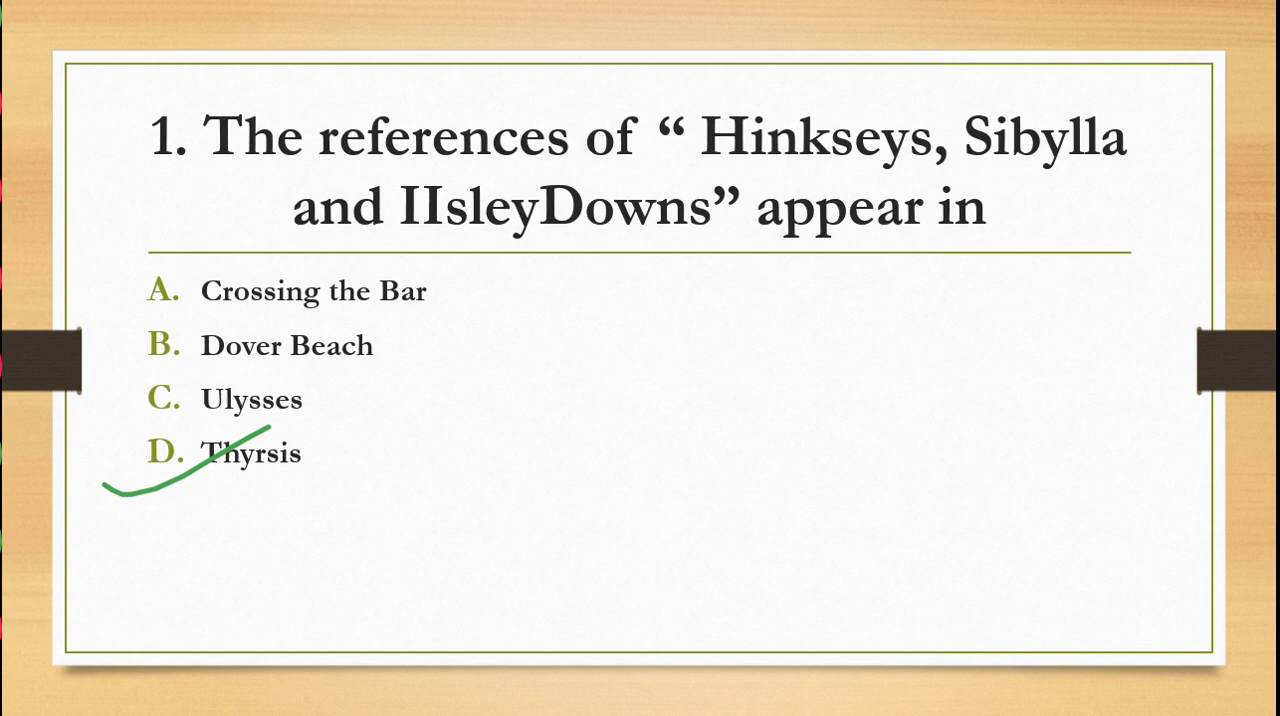 1. The references of “ Hinkseys, Sibylla
and IIsleyDowns” appear in
A. Crossing the Bar
B. Dover Beach
C. Ulysses
D. Thyrsis